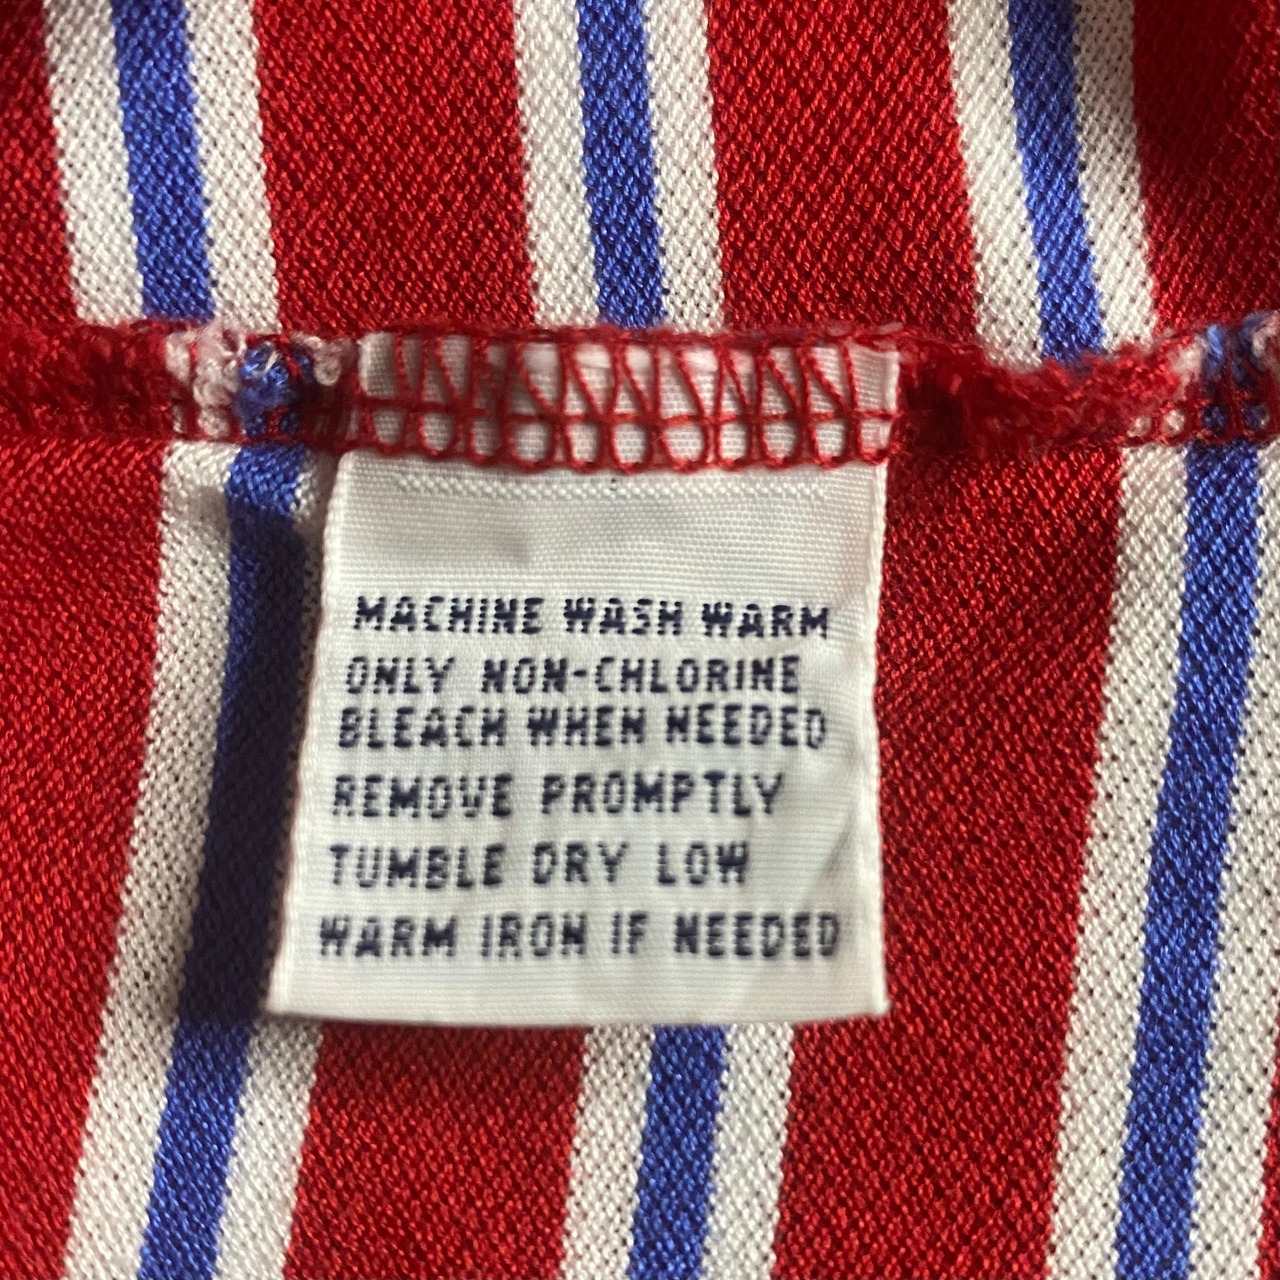 MACHINE WASH WARM
ONLY NON-CHLORINE
BLEACH WHEN NEEDED
REMOVE PROMPTLY
TUMBLE DRY LOW
WARM IRON IF NEEDED